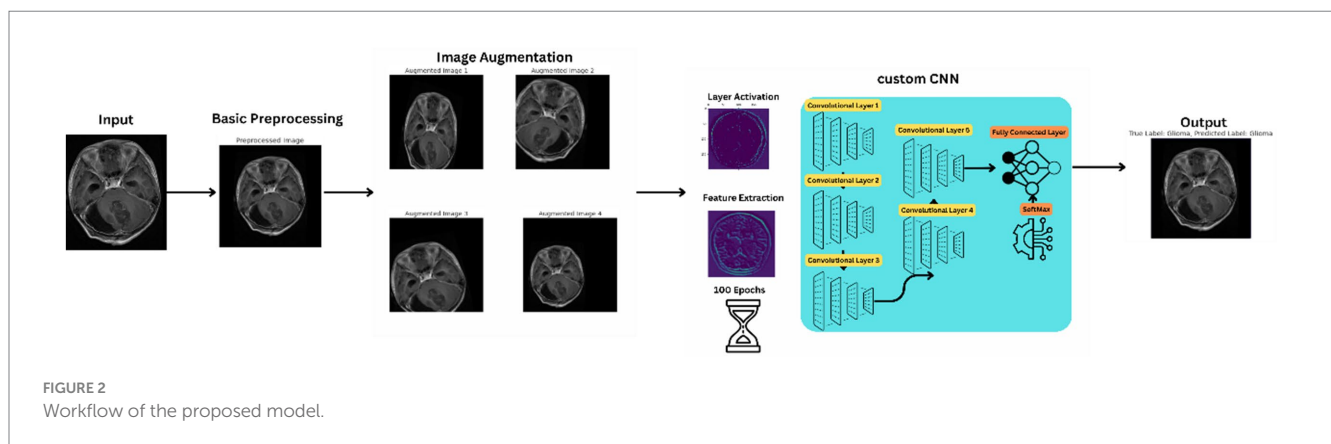 Input
Basic Preprocessing
Preprocessed Image
Image Augmentation
Augmented Image 1
Augmented Image 2
Augmented Image 3
Augmented Image 4
Layer Activation
Feature Extraction
100 Epochs
custom CNN
Convolutional Layer 1
Convolutional Layer 2
Convolutional Layer 3
Convolutional Layer 4
Convolutional Layer 5
Fully Connected Layer
SoftMax
Output
True Label: Glioma, Predicted Label: Glioma
FIGURE 2
Workflow of the proposed model.